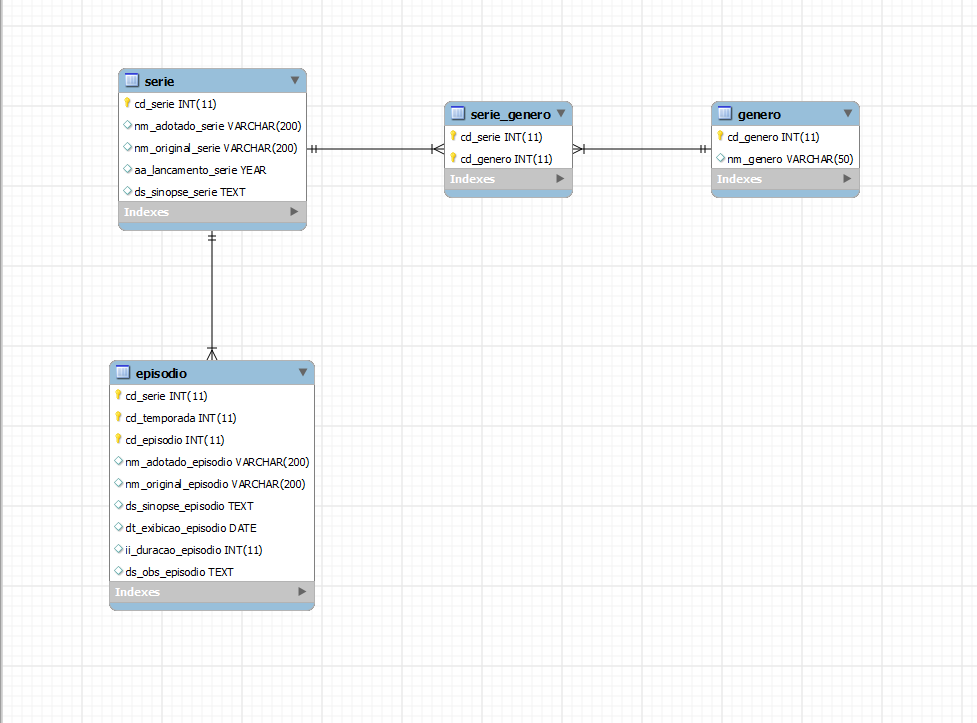 serie
cd_serie INT(11)
nm_adotado_serie VARCHAR(200)
nm_original_serie VARCHAR(200)
aa_lancamento_serie YEAR
ds_sinopse_serie TEXT
Indexes
serie_genero
cd_serie INT(11)
cd_genero INT(11)
Indexes
genero
cd_genero INT(11)
nm_genero VARCHAR(50)
Indexes
episodio
cd_serie INT(11)
cd_temporada INT(11)
cd_episodio INT(11)
nm_adotado_episodio VARCHAR(200)
nm_original_episodio VARCHAR(200)
ds_sinopse_episodio TEXT
dt_exibicao_episodio DATE
ii_duracao_episodio INT(11)
ds_obs_episodio TEXT
Indexes